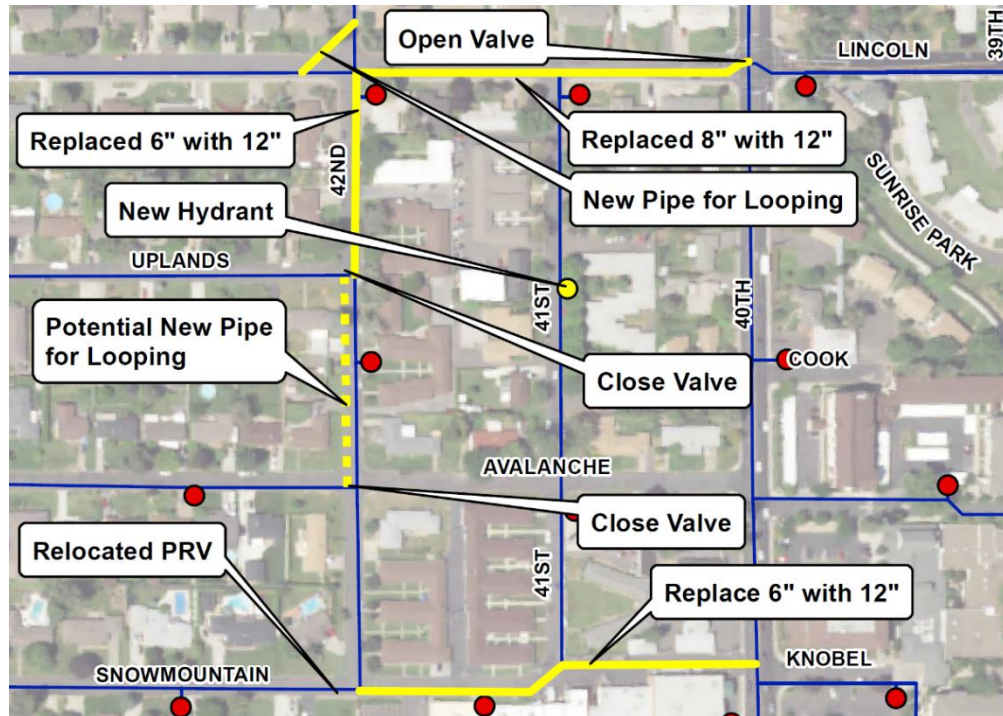 Open Valve
LINCOLN
39TH
Replaced 6" with 12"
42ND
Replaced 8" with 12"
New Pipe for Looping
SUNRISE PARK
New Hydrant
UPLANDS
41ST
40TH
Potential New Pipe
for Looping
Close Valve
COOK
AVALANCHE
Close Valve
Relocated PRV
41ST
Replace 6" with 12"
SNOWMOUNTAIN
KNOBEL